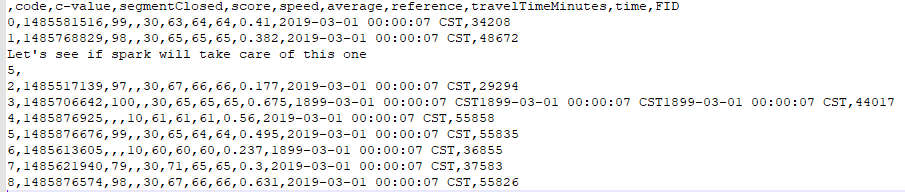 ,code,c-value,segmentClosed,score,speed,average,reference,travelTimeMinutes,time,FID
0,1485581516,99,,30,63,64,64,0.41,2019-03-01 00:00:07 CST,34208
1,1485768829,98,,30,65,65,65,0.382,2019-03-01 00:00:07 CST,48672
Let's see if spark will take care of this one
5,
2,1485517139,97,,30,67,66,66,0.177,2019-03-01 00:00:07 CST,29294
3,1485706642,100,,30,65,65,65,0.675,1899-03-01 00:00:07 CST1899-03-01 00:00:07 CST1899-03-01 00:00:07 CST,44017
4,1485876925,,,10,61,61,61,0.56,2019-03-01 00:00:07 CST,55858
5,1485876676,99,,30,65,64,64,0.495,2019-03-01 00:00:07 CST,55835
6,1485613605,,,10,60,60,60,0.237,1899-03-01 00:00:07 CST,36855
7,1485621940,79,,30,71,65,65,0.3,2019-03-01 00:00:07 CST,37583
8,1485876574,98,,30,67,66,66,0.631,2019-03-01 00:00:07 CST,55826